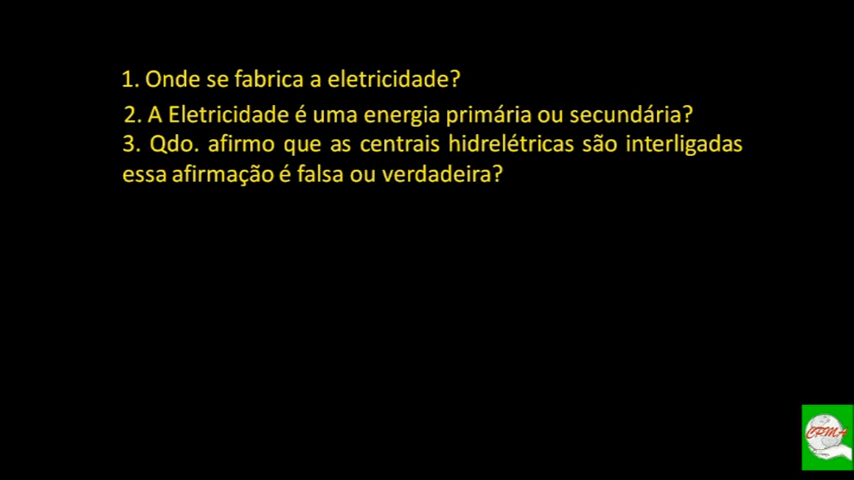 1. Onde se fabrica a eletricidade?
2. A Eletricidade é uma energia primária ou secundária?
3. Qdo. afirmo que as centrais hidrelétricas são interligadas
essa afirmação é falsa ou verdadeira?
CRMA